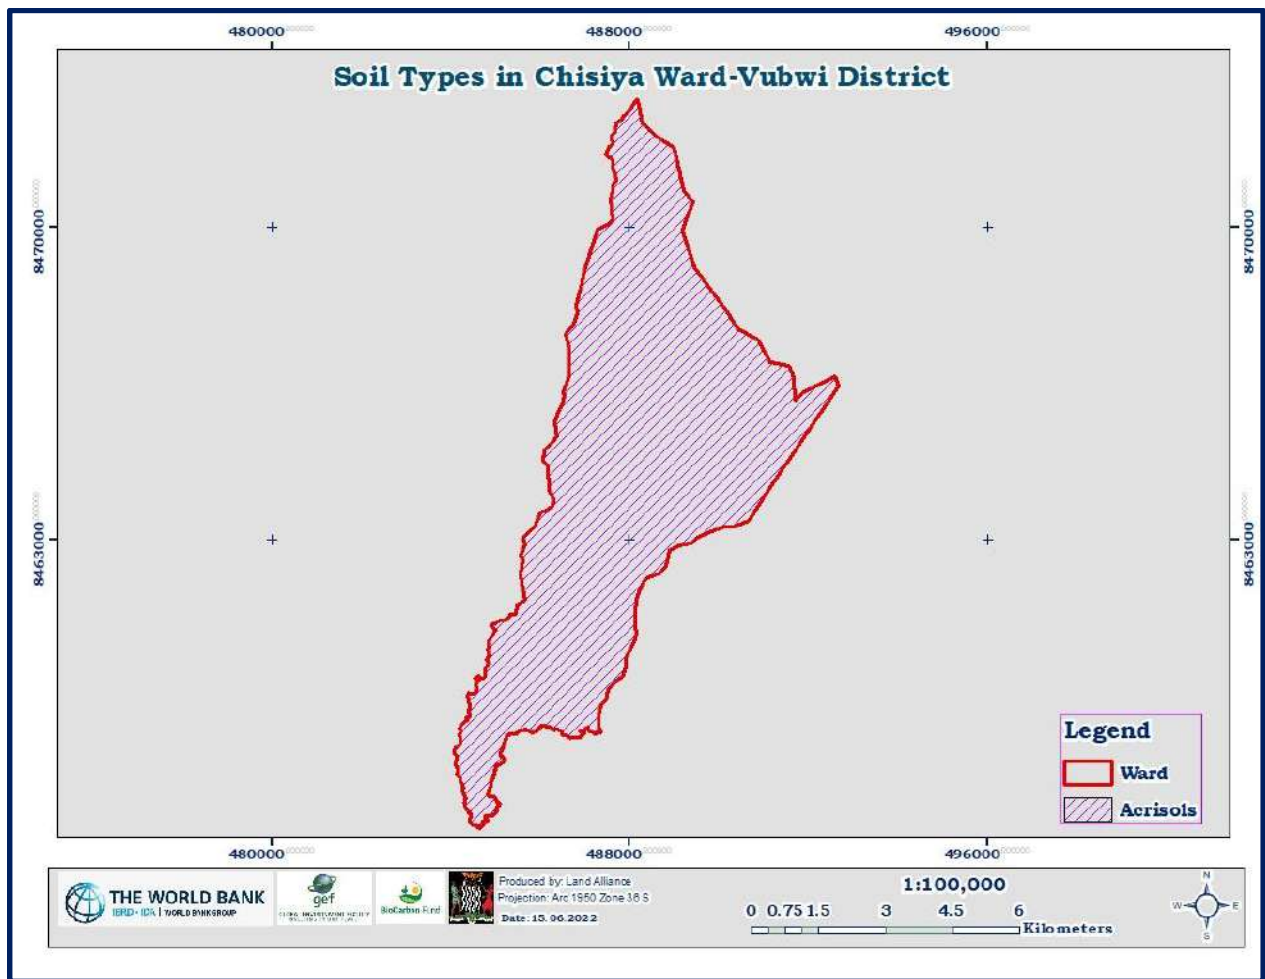 480000 488000 496000
Soil Types in Chisiya Ward-Vubwi District
8470000 8470000
8463000 8463000
Legend
Ward
Acrisols
480000 488000 496000
THE WORLD BANK
IBRD • IDA | WORLD BANK GROUP
gef
BioCarbon Fund
Produced by: Land Alliance
Projection: Arc 1950 Zone 36 S
Date: 15.06.2022
1:100,000
0 0.75 1.5 3 4.5 6
Kilometers
N
W E
S